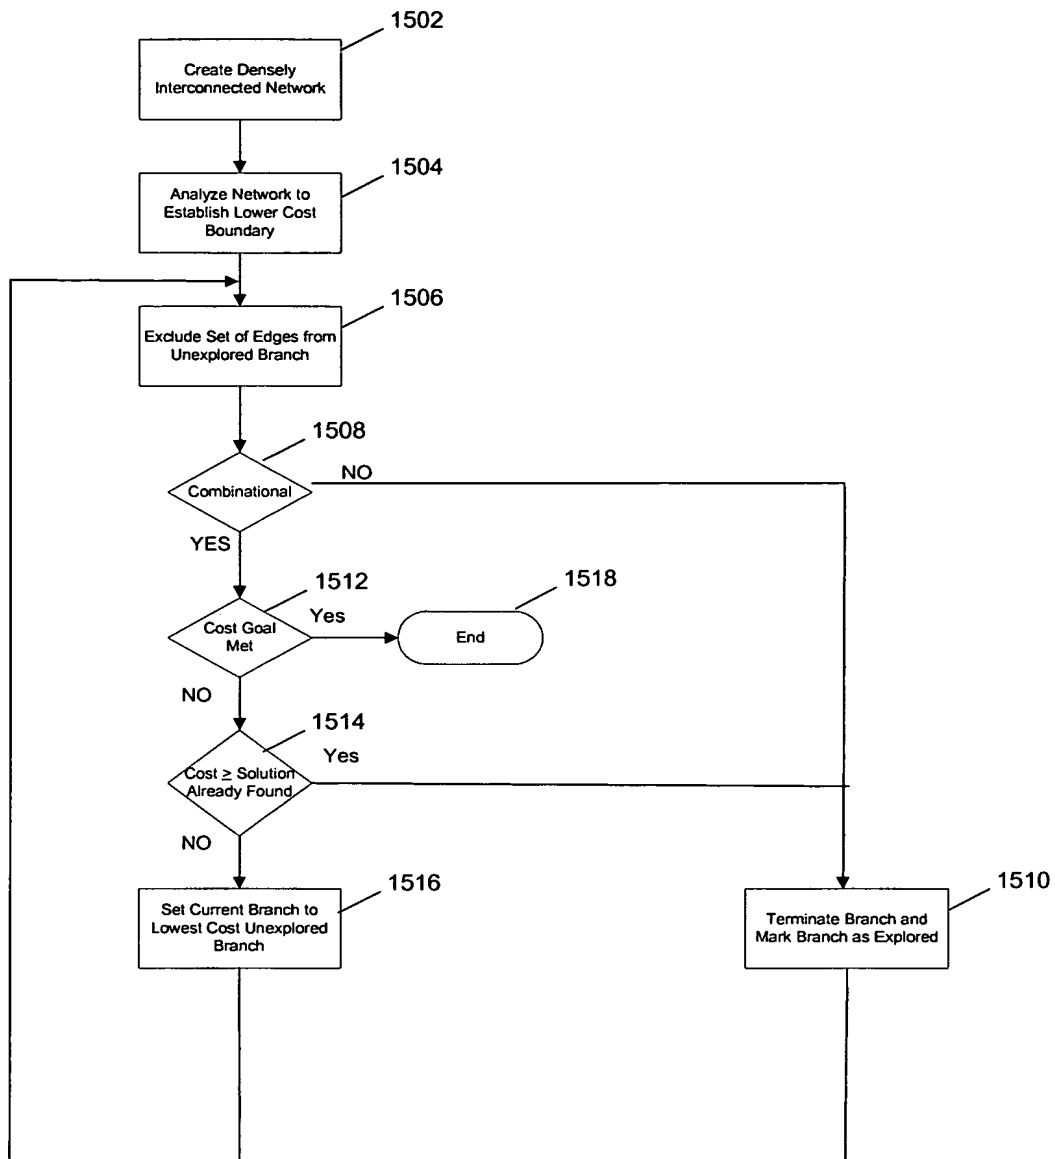 1502
Create Densely
Interconnected Network
1504
Analyze Network to
Establish Lower Cost
Boundary
1506
Exclude Set of Edges from
Unexplored Branch
1508
Combinational
NO
YES
1512
Cost Goal
Met
Yes
1518
End
NO
1514
Cost ≥ Solution
Already Found
Yes
NO
1516
Set Current Branch to
Lowest Cost Unexplored
Branch
1510
Terminate Branch and
Mark Branch as Explored